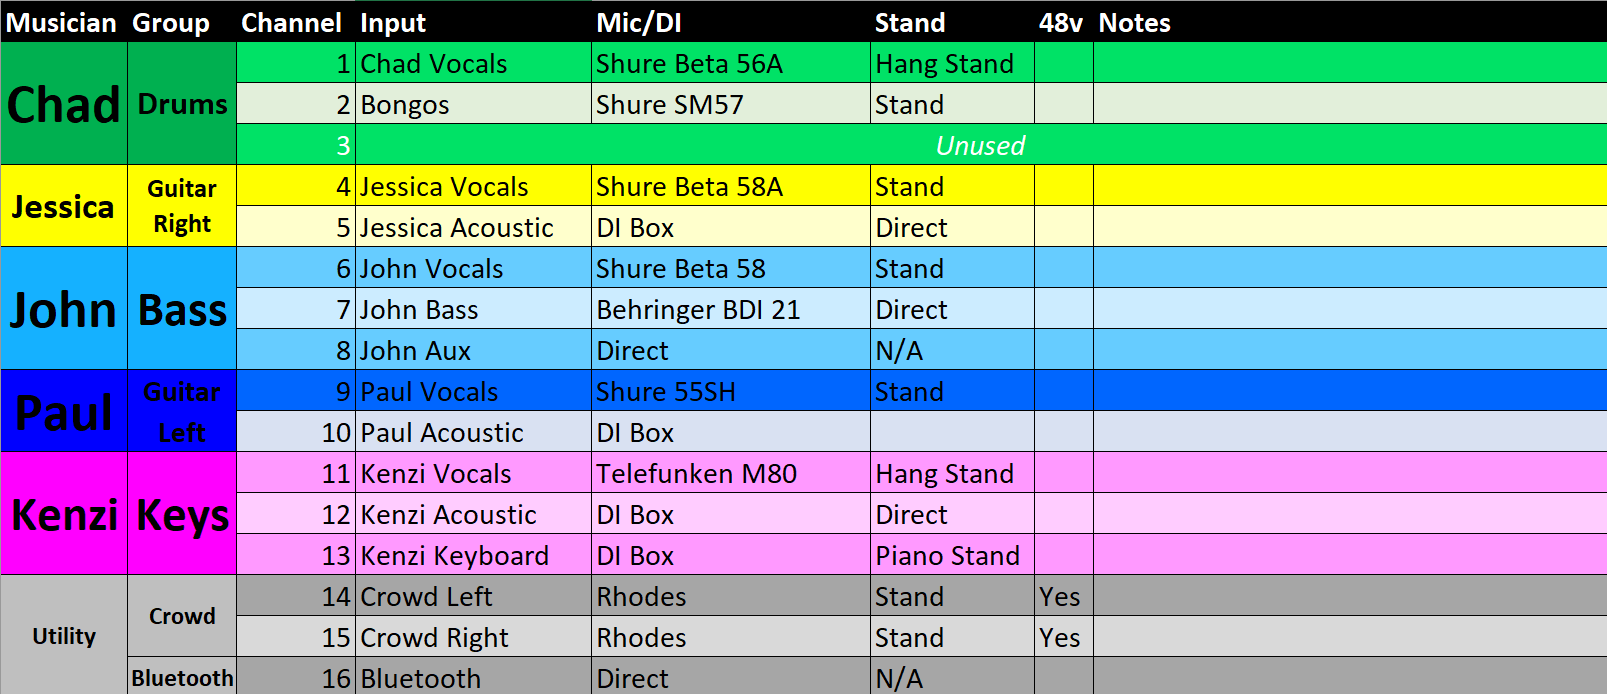 Musician Group Channel Input Mic/DI Stand 48v Notes
Chad Drums 1 Chad Vocals Shure Beta 56A Hang Stand
2 Bongos Shure SM57 Stand
3 Unused
Jessica Guitar Right 4 Jessica Vocals Shure Beta 58A Stand
5 Jessica Acoustic DI Box Direct
John Bass 6 John Vocals Shure Beta 58 Stand
7 John Bass Behringer BDI 21 Direct
8 John Aux Direct N/A
Paul Guitar Left 9 Paul Vocals Shure 55SH Stand
10 Paul Acoustic DI Box
Kenzi Keys 11 Kenzi Vocals Telefunken M80 Hang Stand
12 Kenzi Acoustic DI Box Direct
13 Kenzi Keyboard DI Box Piano Stand
Utility Crowd 14 Crowd Left Rhodes Stand Yes
15 Crowd Right Rhodes Stand Yes
Bluetooth 16 Bluetooth Direct N/A